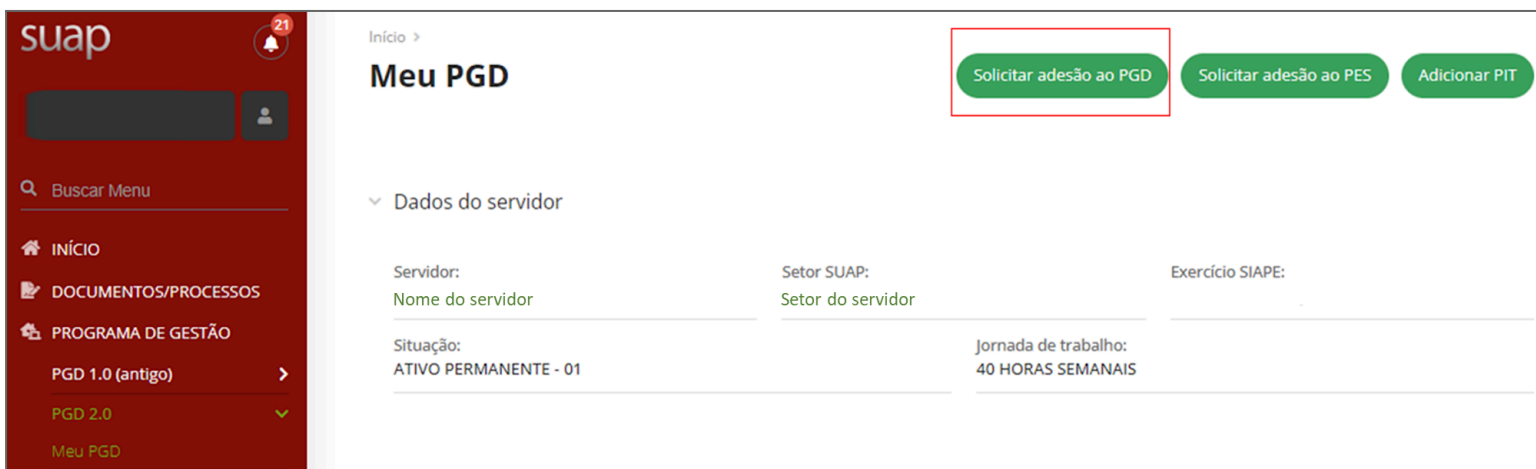 suap
21
Buscar Menu
INÍCIO
DOCUMENTOS/PROCESSOS
PROGRAMA DE GESTÃO
PGD 1.0 (antigo)
PGD 2.0
Meu PGD
Início >
Meu PGD
Solicitar adesão ao PGD
Solicitar adesão ao PES
Adicionar PIT
Dados do servidor
Servidor:
Nome do servidor
Setor SUAP:
Setor do servidor
Exercício SIAPE:
Situação:
ATIVO PERMANENTE - 01
Jornada de trabalho:
40 HORAS SEMANAIS